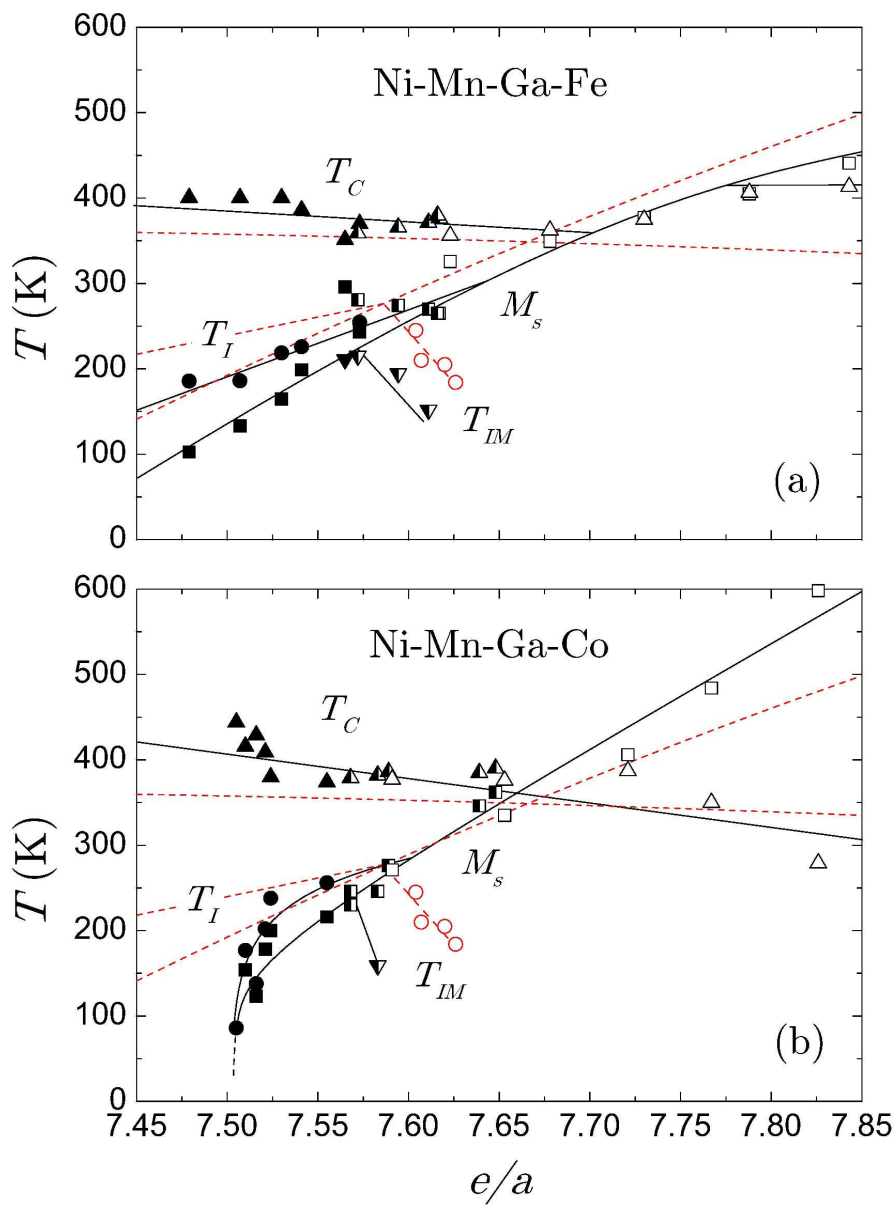 600
500
400
300
200
100
0
T (K)
Ni-Mn-Ga-Fe
T_C
T_I
M_s
T_IM
(a)
600
500
400
300
200
100
0
T (K)
Ni-Mn-Ga-Co
T_C
T_I
M_s
T_IM
(b)
7.45 7.50 7.55 7.60 7.65 7.70 7.75 7.80 7.85
e/a